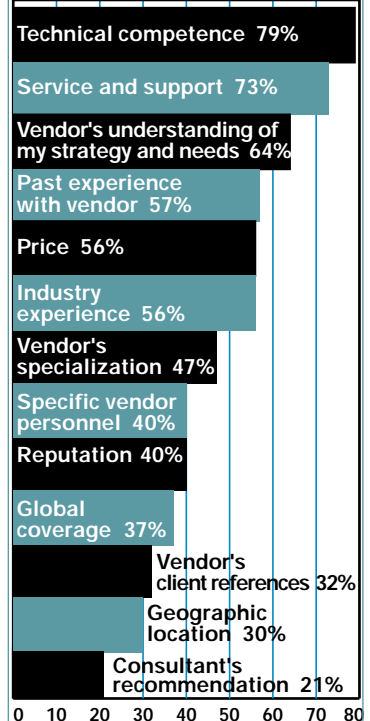 Technical competence 79%
Service and support 73%
Vendor's understanding of
my strategy and needs 64%
Past experience
with vendor 57%
Price 56%
Industry
experience 56%
Vendor's
specialization 47%
Specific vendor
personnel 40%
Reputation 40%
Global
coverage 37%
Vendor's
client references 32%
Geographic
location 30%
Consultant's
recommendation 21%
0 10 20 30 40 50 60 70 80